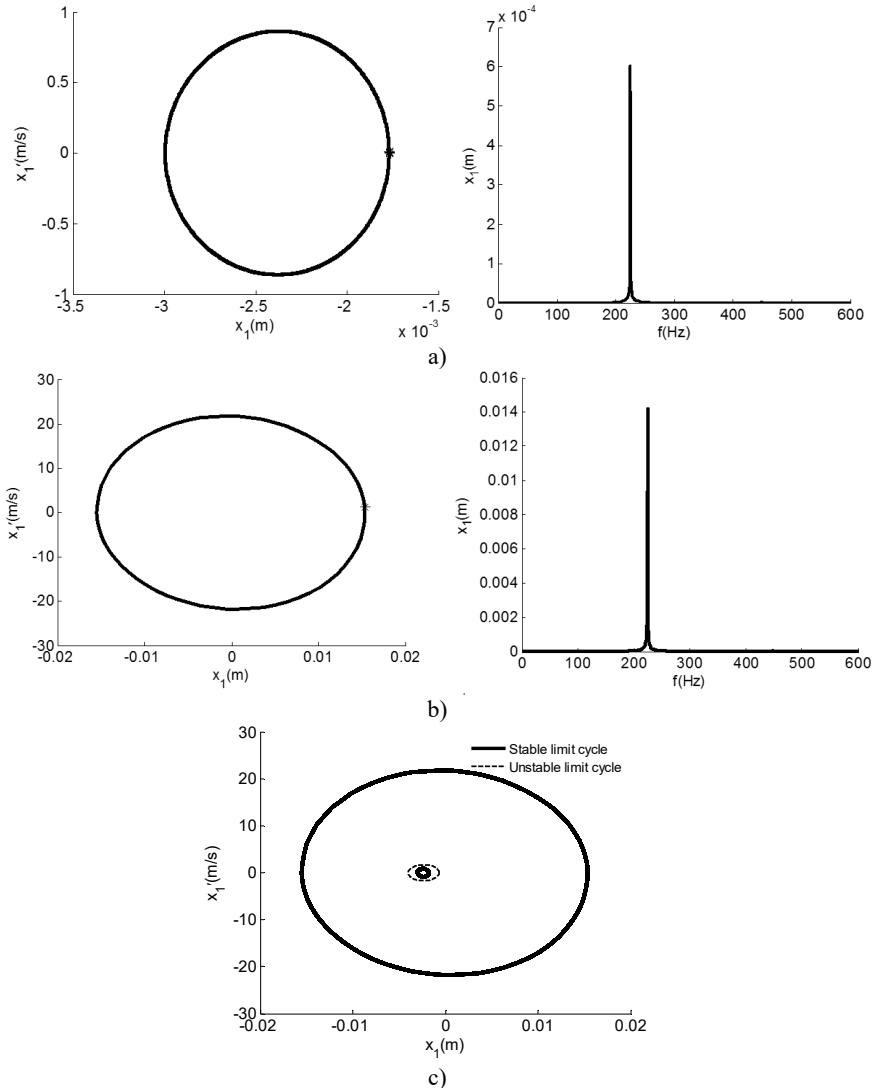 1
0.5
0
-0.5
-1
-3.5
-3
-2.5
-2
-1.5
x 10⁻³
x₁(m)
x₁'(m/s)
7 x 10⁻⁴
6
5
4
3
2
1
0
0 100 200 300 400 500 600
f(Hz)
x₁(m)
a)
30
20
10
0
-10
-20
-30
-0.02 -0.01 0 0.01 0.02
x₁(m)
x₁'(m/s)
0.016
0.014
0.012
0.01
0.008
0.006
0.004
0.002
0
0 100 200 300 400 500 600
f(Hz)
x₁(m)
b)
Stable limit cycle
Unstable limit cycle
30
20
10
0
-10
-20
-30
-0.02 -0.01 0 0.01 0.02
x₁(m)
x₁'(m/s)
c)